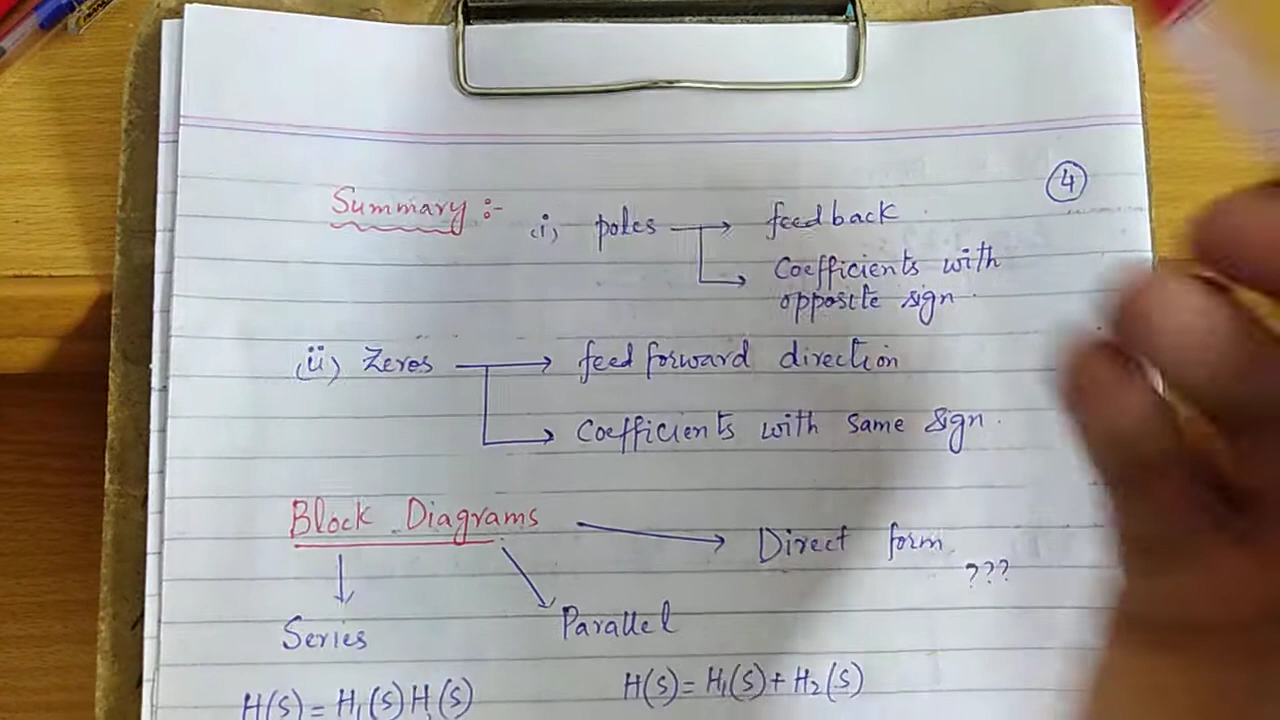 4
Summary :-
(i) poles → feedback
→ Coefficients with
opposite sign.
(ii) Zeros → feed forward direction
→ Coefficients with same sign.
Block Diagrams → Direct form
???
Series
Parallel
H(S) = H₁(S) + H₂(S)
H(S) = H₁(S) H (S)